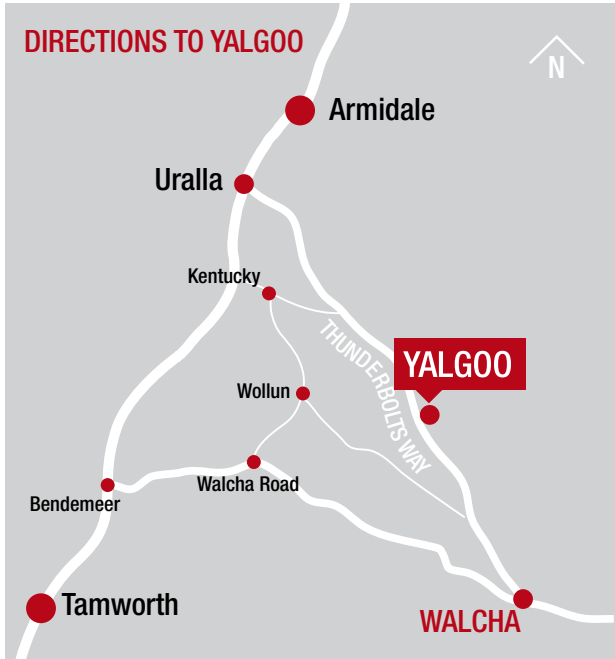 DIRECTIONS TO YALGOO
N
Armidale
Uralla
Kentucky
THUNDERBOLTS WAY
YALGOO
Wollun
Walcha Road
Bendemeer
Tamworth
WALCHA